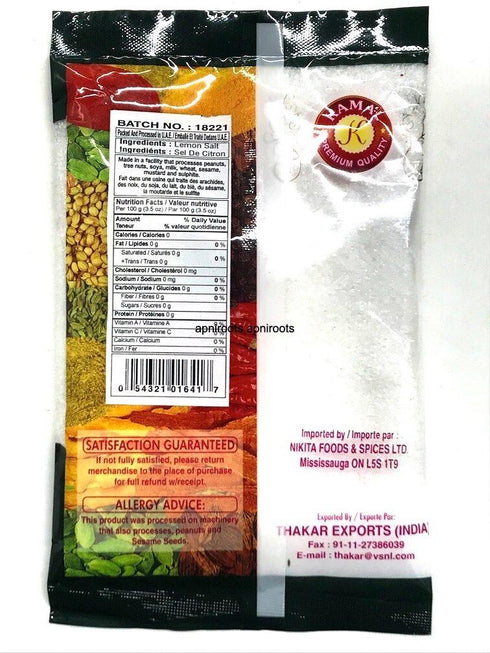 BATCH NO. : 18221
Packed And Processed in U.A.E. / Emballé Et Traité Dedans U.A.E.
Ingredients : Lemon Salt
Ingrédients : Sel De Citron
Made in a facility that processes peanuts,
tree nuts, soya, milk, wheat, sesame,
mustard and sulphite.
Fait dans une usine qui traite des arachides,
des noix, du soja, du lait, du blé, du sésame,
la moutarde et le sulfite
Nutrition Facts / Valeur nutritive
Per 100 g (3.5 oz) / Par 100 g (3.5 oz)
Amount % Daily Value
Teneur % valeur quotidienne
Calories / Calories 0
Fat / Lipides 0 g 0 %
Saturated / Saturés 0 g
+Trans / Trans 0 g 0 %
Cholesterol / Cholestérol 0 mg
Sodium / Sodium 0 mg 0 %
Carbohydrate / Glucides 0 g 0 %
Fiber / Fibres 0 g 0 %
Sugars / Sucres 0 g
Protein / Protéines 0 g
Vitamin A / Vitamine A
Vitamin C / Vitamine C 0 %
Calcium / Calcium 0 %
Iron / Fer 0 %
apniroots apniroots
0 54321 01641 7
SATISFACTION GUARANTEED
If not fully satisfied, please return
merchandise to the place of purchase
for full refund w/receipt.
ALLERGY ADVICE:
This product was processed on machinery
that also processes, peanuts and
Sesame Seeds.
KAMAL
K
PREMIUM QUALITY
Imported by / Importe par :
NIKITA FOODS & SPICES LTD
Mississauga ON L5S 1T9
Exported By / Exporte Par:
THAKAR EXPORTS (INDIA)
Fax : 91-11-27386039
E-mail : thakar@vsnl.com